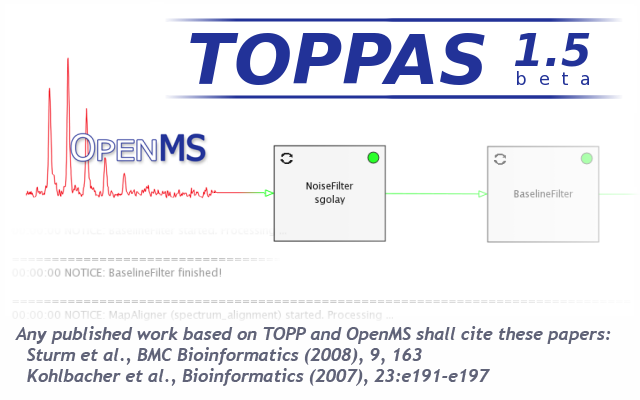 TOPPAS 1.5
beta
OPENMS
NoiseFilter
sgolay
BaselineFilter
00:00:00 NOTICE: BaselineFilter finished!
00:00:00 NOTICE: MapAligner (spectrum_alignment) started. Processing ...
Any published work based on TOPP and OpenMS shall cite these papers:
Sturm et al., BMC Bioinformatics (2008), 9, 163
Kohlbacher et al., Bioinformatics (2007), 23:e191-e197